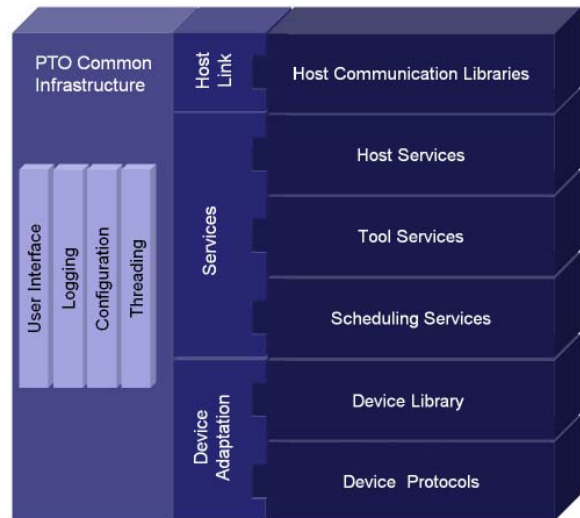 PTO Common
Infrastructure
User Interface
Logging
Configuration
Threading
Host
Link
Services
Device
Adaptation
Host Communication Libraries
Host Services
Tool Services
Scheduling Services
Device Library
Device Protocols